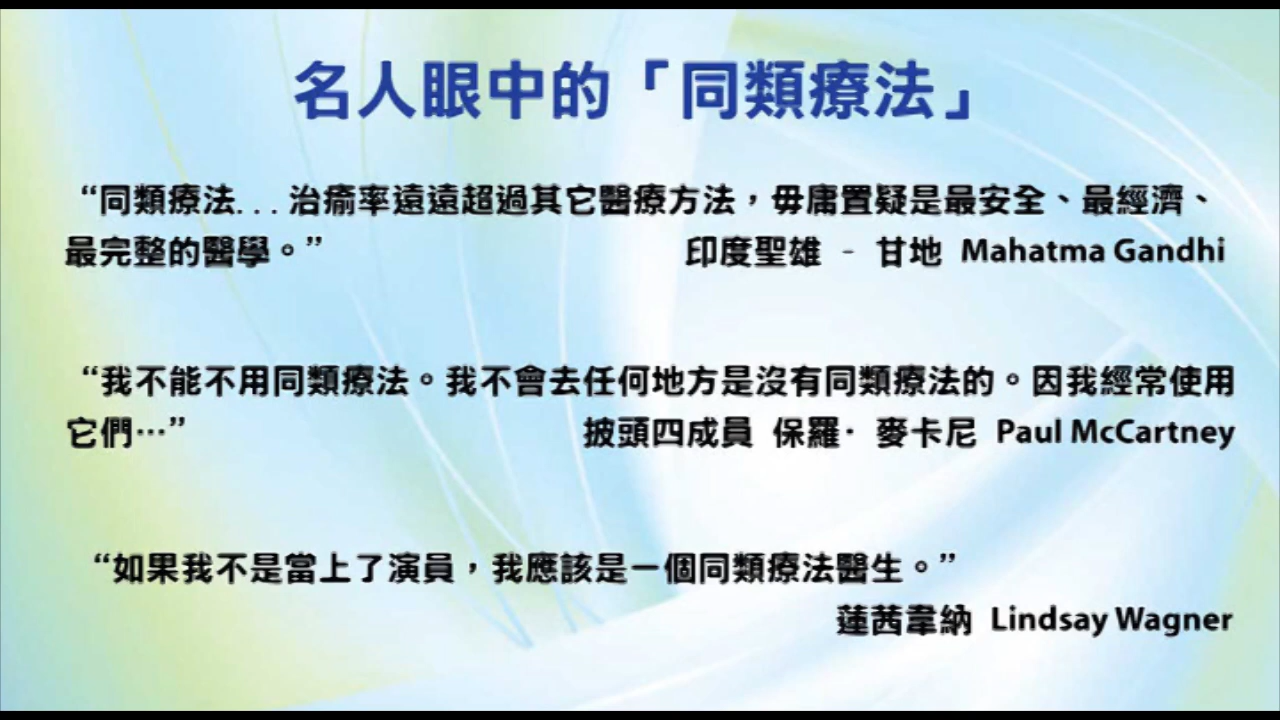 名人眼中的「同類療法」
“同類療法...治瘉率遠遠超過其它醫療方法，毋庸置疑是最安全、最經濟、
最完整的醫學。” 印度聖雄 - 甘地 Mahatma Gandhi
“我不能不用同類療法。我不會去任何地方是沒有同類療法的。因我經常使用
它們…” 披頭四成員 保羅· 麥卡尼 Paul McCartney
“如果我不是當上了演員，我應該是一個同類療法醫生。”
蓮茜韋納 Lindsay Wagner